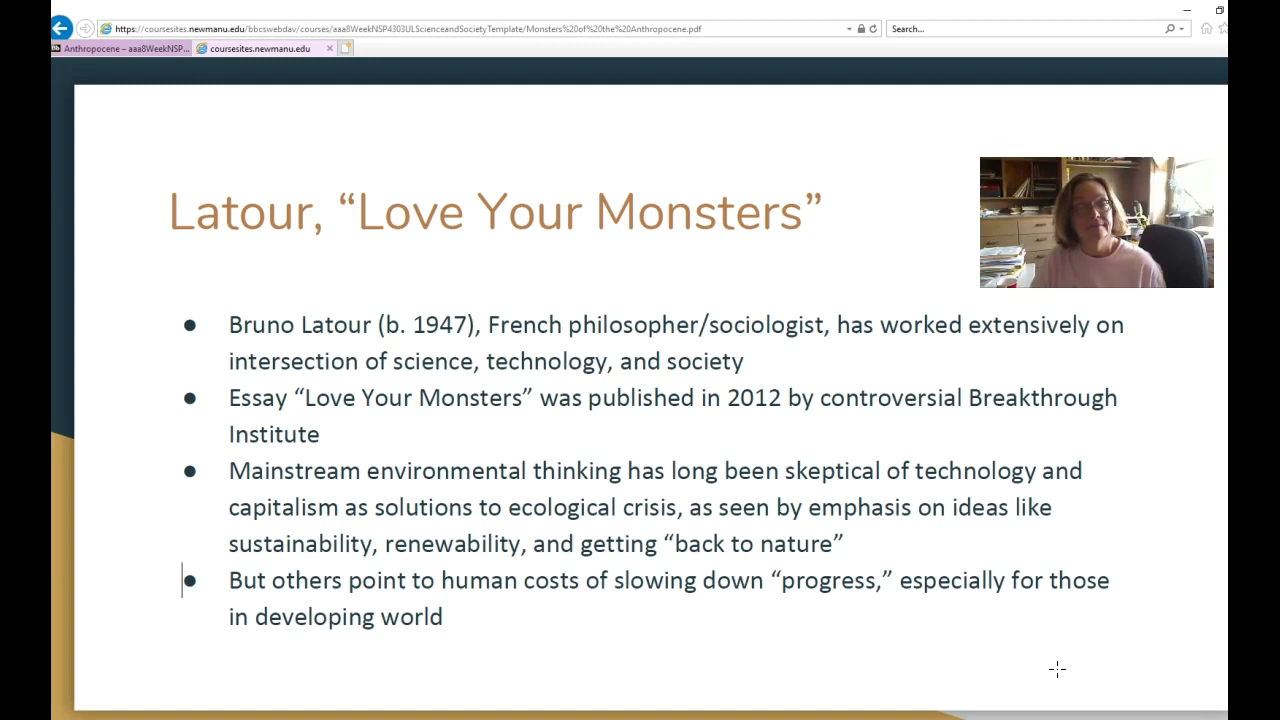 https://coursesites.newmanu.edu/bbcswebdav/courses/aaa8WeekNSP4303ULScienceandSocietyTemplate/Monsters%20of%20the%20Anthropocene.pdf
Search...
Anthropocene – aaa8WeekNSP...
coursesites.newmanu.edu
Latour, “Love Your Monsters”
● Bruno Latour (b. 1947), French philosopher/sociologist, has worked extensively on
intersection of science, technology, and society
● Essay “Love Your Monsters” was published in 2012 by controversial Breakthrough
Institute
● Mainstream environmental thinking has long been skeptical of technology and
capitalism as solutions to ecological crisis, as seen by emphasis on ideas like
sustainability, renewability, and getting “back to nature”
● But others point to human costs of slowing down “progress,” especially for those
in developing world